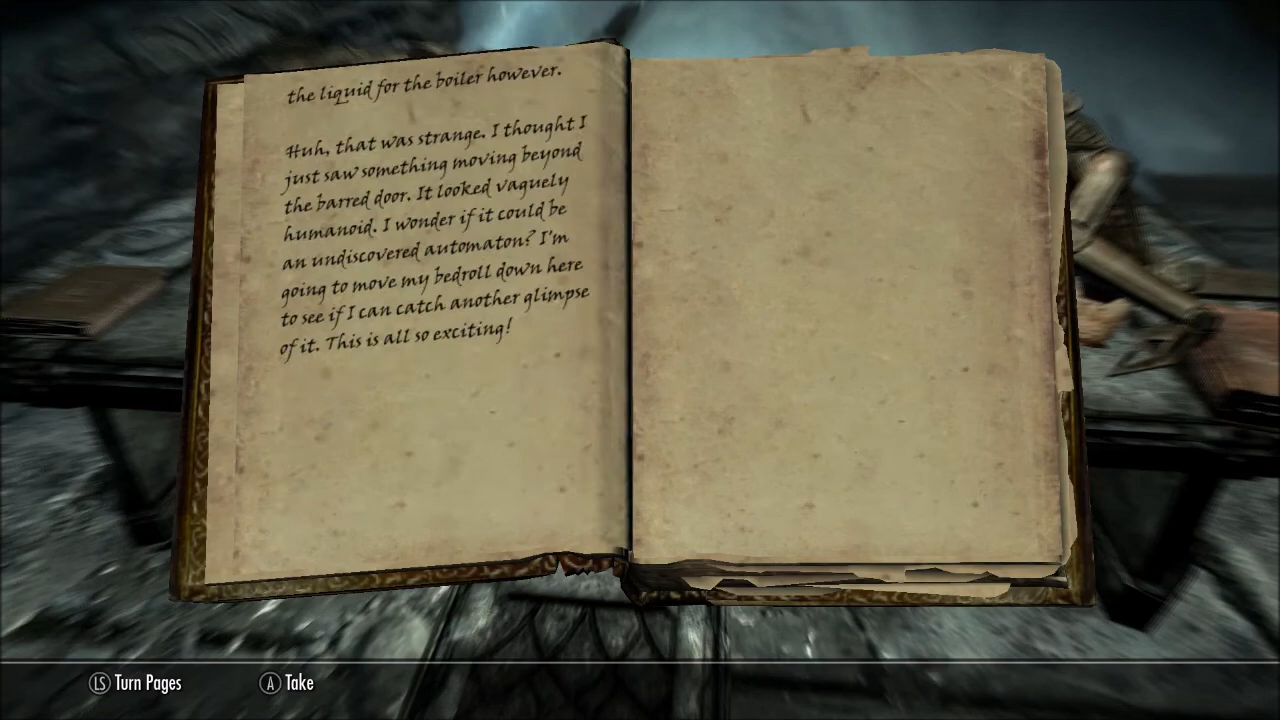 the liquid for the boiler however.
Huh, that was strange. I thought I
just saw something moving beyond
the barred door. It looked vaguely
humanoid. I wonder if it could be
an undiscovered automaton? I'm
going to move my bedroll down here
to see if I can catch another glimpse
of it. This is all so exciting!
LS Turn Pages
A Take